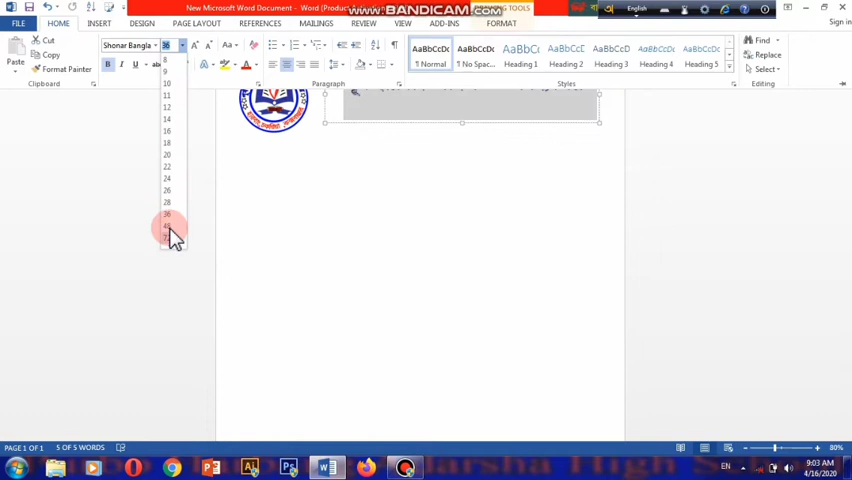 New Microsoft Word Document - Word (Product A
www.BANDICAM.com
English
FILE HOME INSERT DESIGN PAGE LAYOUT REFERENCES MAILINGS REVIEW VIEW ADD-INS FORMAT Sign in
Paste
Cut
Copy
Format Painter
Clipboard
Shonar Bangla 36
B I U abc
8
9
10
11
12
14
16
18
20
22
24
26
28
36
48
72
Paragraph
AaBbCcDc AaBbCcDc AaBbCc AaBbCcC AaBbCcDc AaBbCcDc AaBbCcDc
¶ Normal ¶ No Spac... Heading 1 Heading 2 Heading 3 Heading 4 Heading 5
Styles
Find
Replace
Select
Editing
PAGE 1 OF 1 5 OF 5 WORDS 80%
EN 9:03 AM
4/16/2020